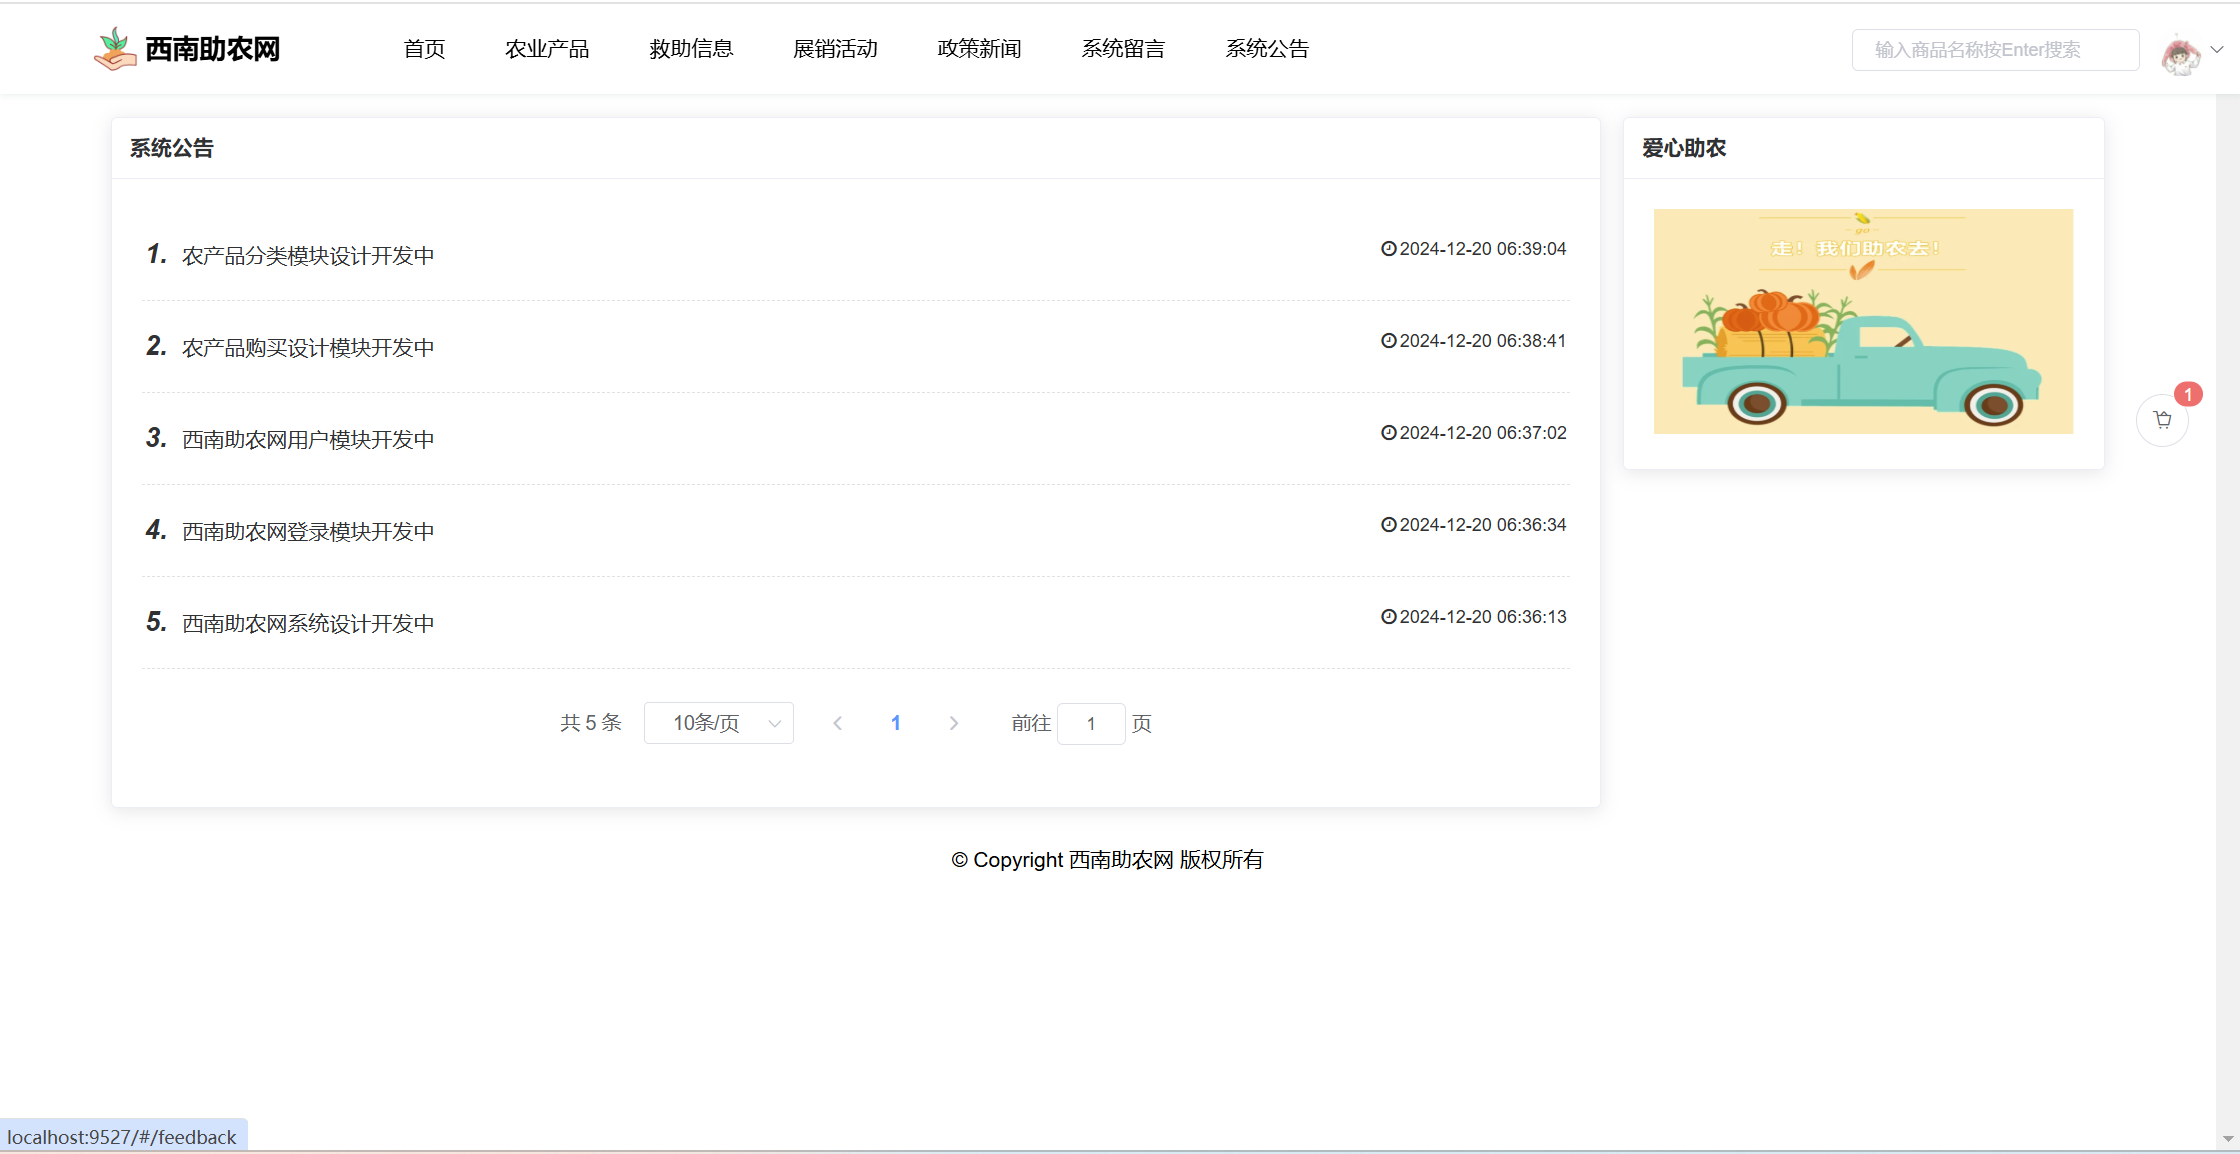 西南助农网
首页 农业产品 救助信息 展销活动 政策新闻 系统留言 系统公告
输入商品名称按Enter搜索
系统公告
1. 农产品分类模块设计开发中 2024-12-20 06:39:04
2. 农产品购买设计模块开发中 2024-12-20 06:38:41
3. 西南助农网用户模块开发中 2024-12-20 06:37:02
4. 西南助农网登录模块开发中 2024-12-20 06:36:34
5. 西南助农网系统设计开发中 2024-12-20 06:36:13
共 5 条 10条/页 1 前往 1 页
爱心助农
go
走！我们助农去！
1
© Copyright 西南助农网 版权所有
localhost:9527/#/feedback